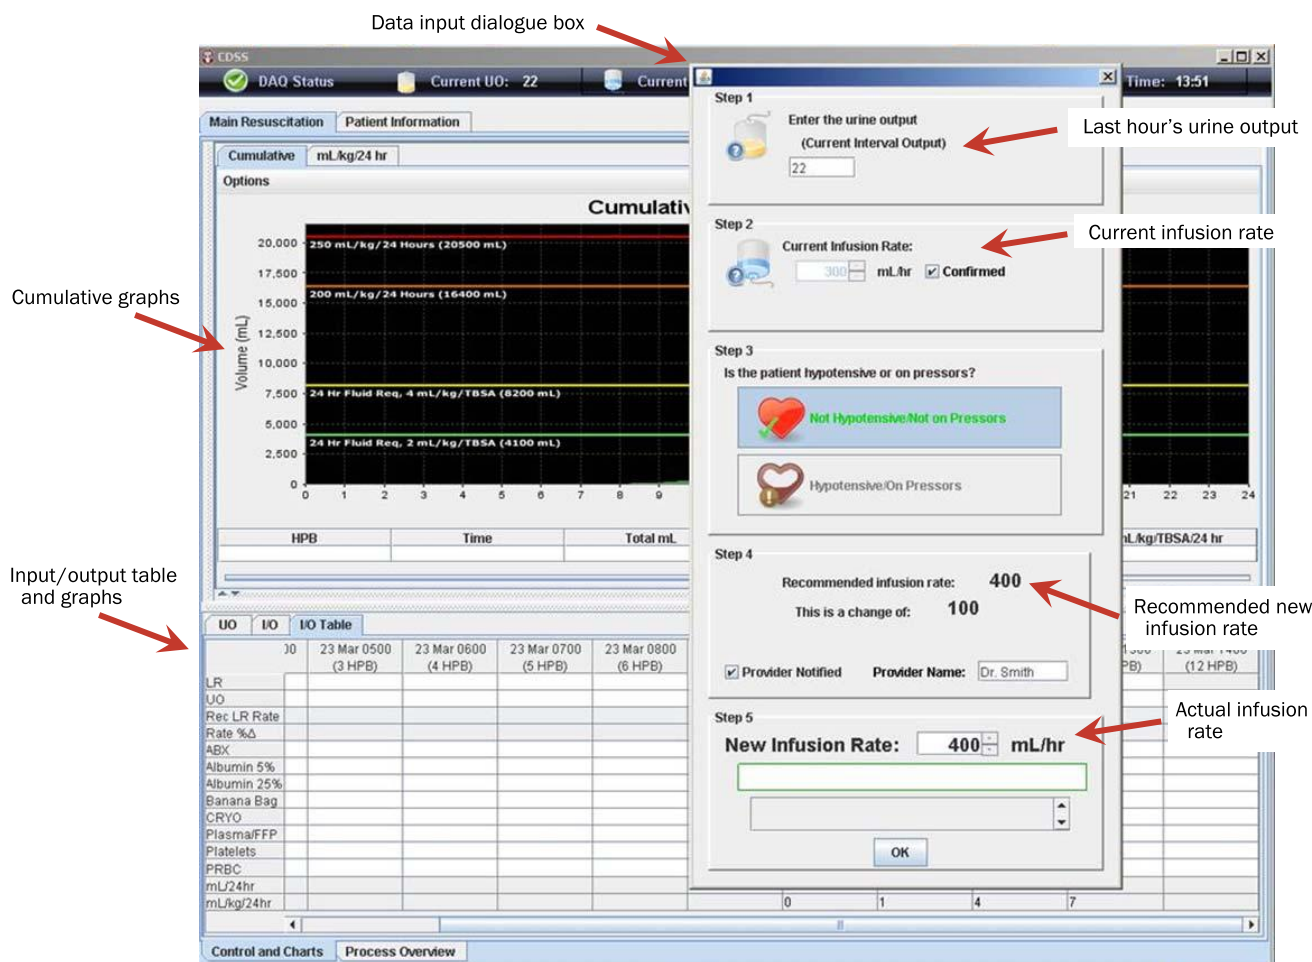 Data input dialogue box
CDSS
DAQ Status
Current UO: 22
Current
Time: 13:51
Main Resuscitation
Patient Information
Cumulative
mL/kg/24 hr
Options
Cumulativ
Volume (mL)
20,000
17,500
15,000
12,500
10,000
7,500
5,000
2,500
0
250 mL/kg/24 Hours (20500 mL)
200 mL/kg/24 Hours (16400 mL)
24 Hr Fluid Req, 4 mL/kg/TBSA (8200 mL)
24 Hr Fluid Req, 2 mL/kg/TBSA (4100 mL)
0 1 2 3 4 5 6 7 8 9
21 22 23 24
HPB Time Total mL
mL/kg/TBSA/24 hr
Cumulative graphs
Input/output table
and graphs
UO
I/O
I/O Table
23 Mar 0500 23 Mar 0600 23 Mar 0700 23 Mar 0800
(3 HPB) (4 HPB) (5 HPB) (6 HPB)
(12 HPB)
LR
UO
Rec LR Rate
Rate %Δ
ABX
Albumin 5%
Albumin 25%
Banana Bag
CRYO
Plasma/FFP
Platelets
PRBC
mL/24hr
mL/kg/24hr
0 1 4 7
Control and Charts
Process Overview
Step 1
Enter the urine output
(Current Interval Output)
22
Last hour's urine output
Step 2
Current Infusion Rate:
300 mL/hr Confirmed
Current infusion rate
Step 3
Is the patient hypotensive or on pressors?
Not Hypotensive/Not on Pressors
Hypotensive/On Pressors
Step 4
Recommended infusion rate: 400
This is a change of: 100
Provider Notified Provider Name: Dr. Smith
Recommended new
infusion rate
Step 5
New Infusion Rate: 400 mL/hr
OK
Actual infusion
rate